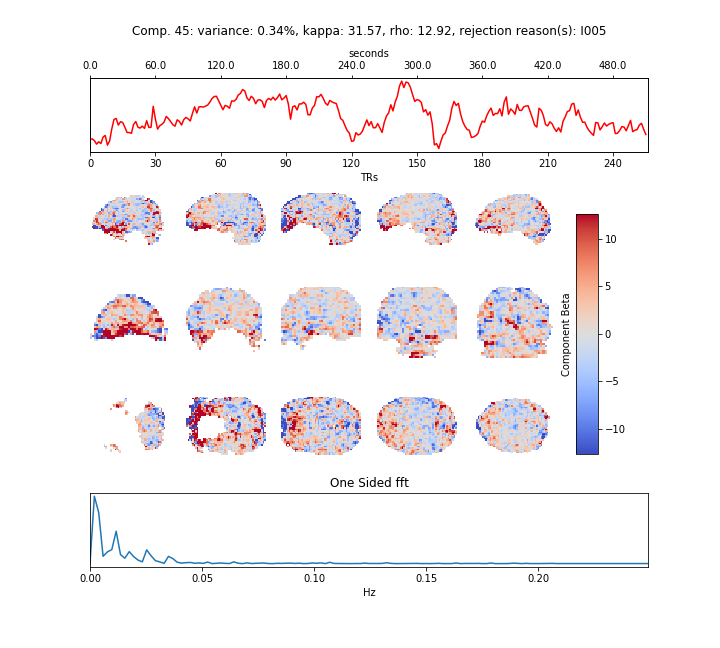 Comp. 45: variance: 0.34%, kappa: 31.57, rho: 12.92, rejection reason(s): I005
seconds
0.0 60.0 120.0 180.0 240.0 300.0 360.0 420.0 480.0
0 30 60 90 120 150 180 210 240
TRs
10
5
0
−5
−10
Component Beta
One Sided fft
0.00 0.05 0.10 0.15 0.20
Hz